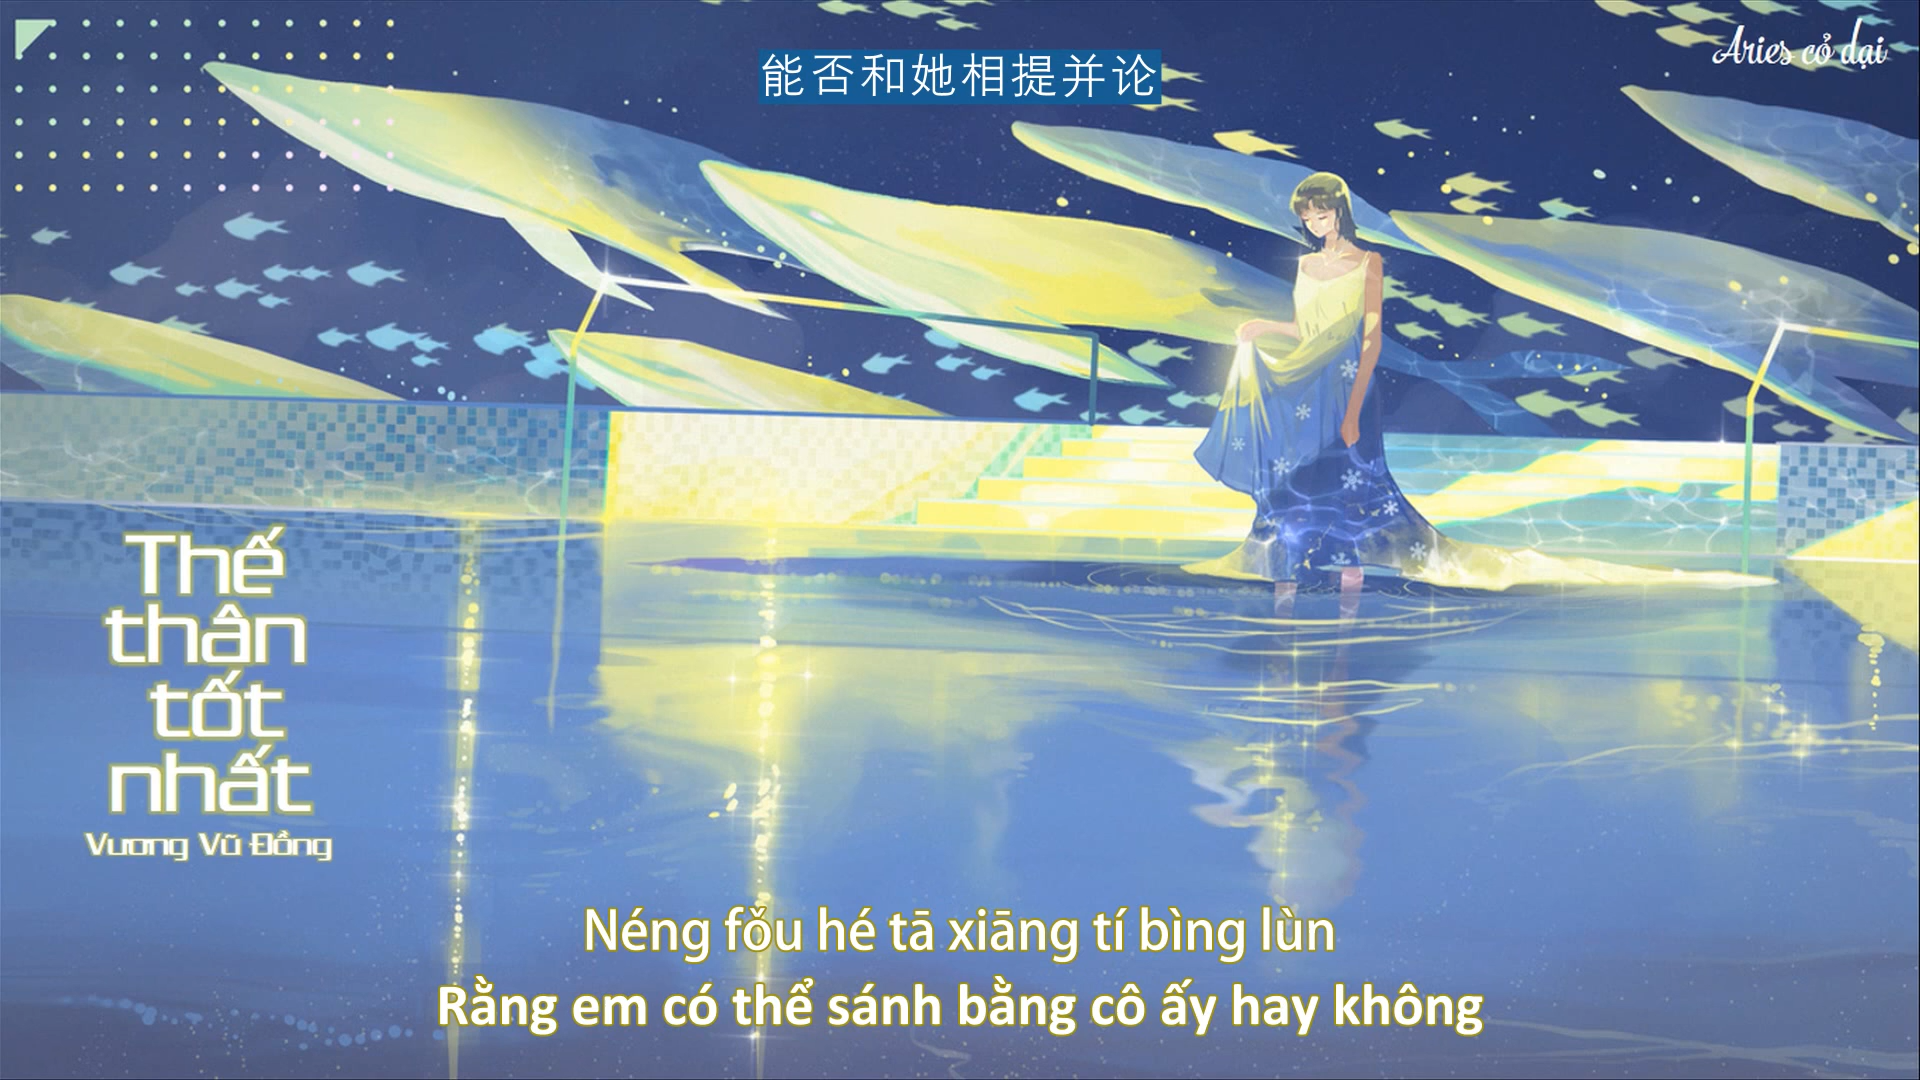 能否和她相提并论
Aries cỏ dại
Thế
thân
tốt
nhất
Vương Vũ Đồng
Néng fǒu hé tā xiāng tí bìng lùn
Rằng em có thể sánh bằng cô ấy hay không